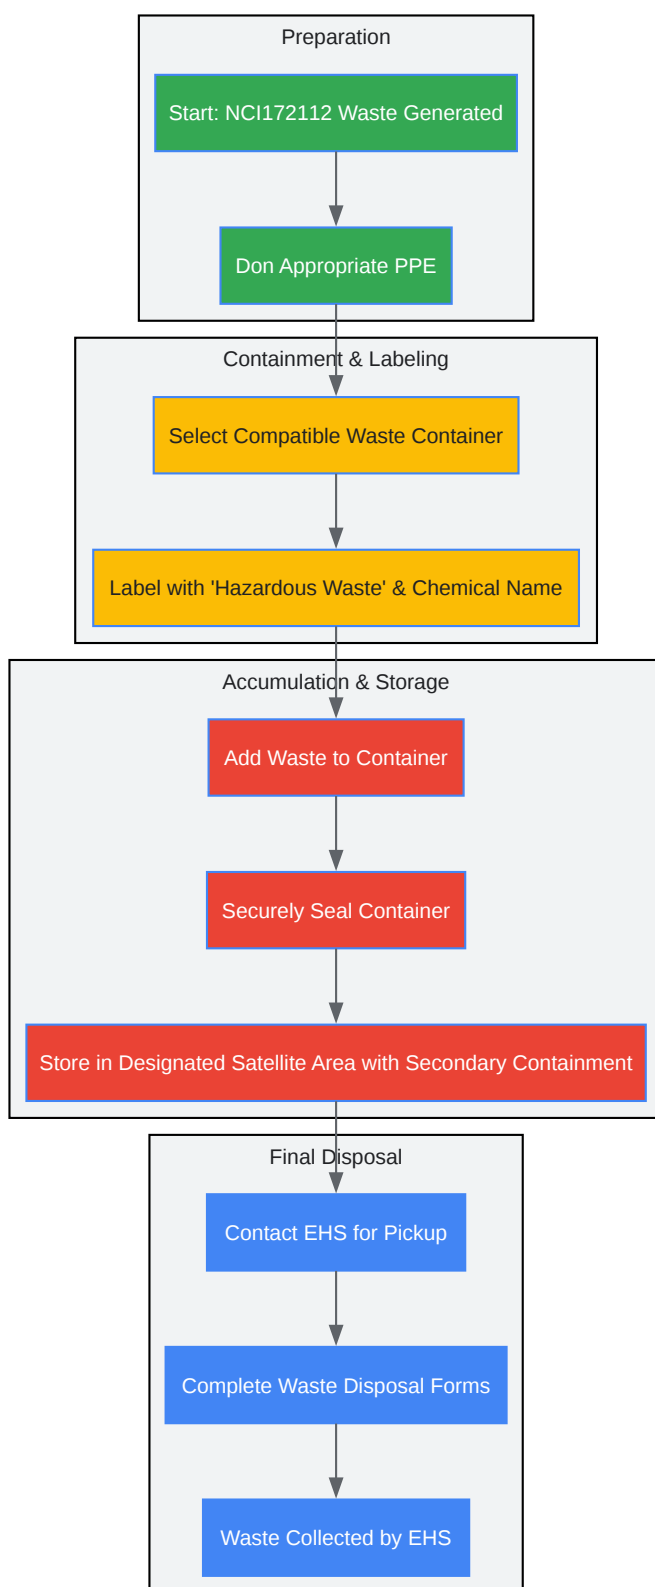 Preparation
Start: NCI172112 Waste Generated
Don Appropriate PPE
Containment & Labeling
Select Compatible Waste Container
Label with 'Hazardous Waste' & Chemical Name
Accumulation & Storage
Add Waste to Container
Securely Seal Container
Store in Designated Satellite Area with Secondary Containment
Final Disposal
Contact EHS for Pickup
Complete Waste Disposal Forms
Waste Collected by EHS